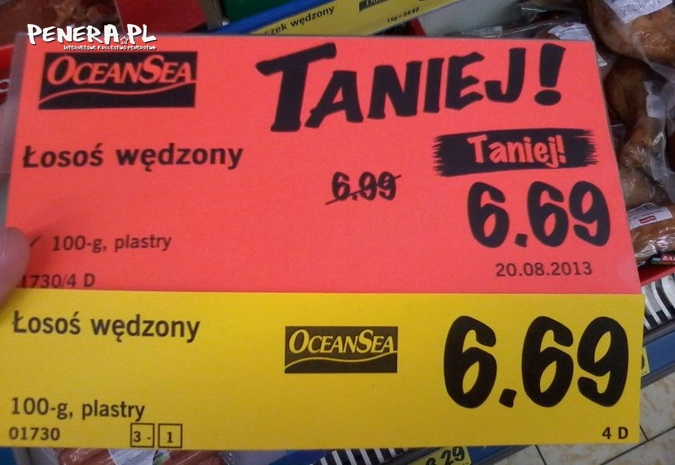 PENERA.PL
OCEANSEA
TANIEJ!
Łosoś wędzony
Taniej!
6.99
6.69
100-g, plastry
20.08.2013
1730/4 D
Łosoś wędzony
OCEANSEA
6.69
100-g, plastry
01730
3 - 1
4 D
wędzony